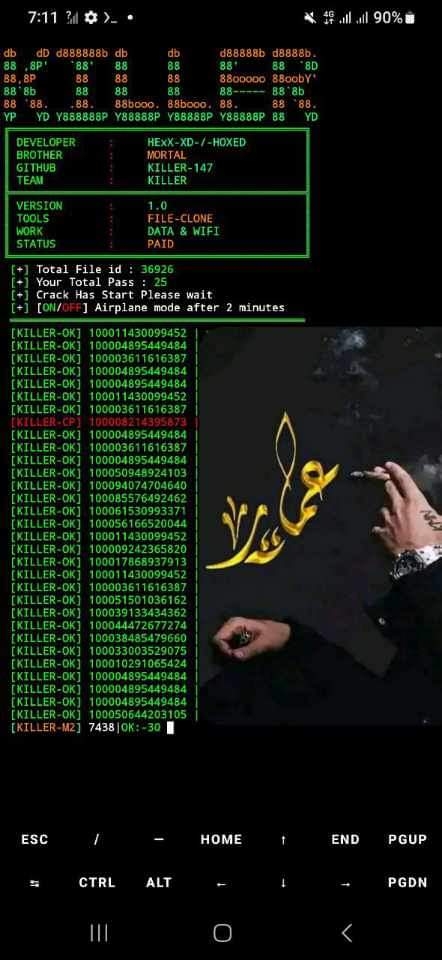 7:11
4G
90%
DEVELOPER : HExX-XD-/-HOXED
BROTHER : MORTAL
GITHUB : KILLER-147
TEAM : KILLER
VERSION : 1.0
TOOLS : FILE-CLONE
WORK : DATA & WIFI
STATUS : PAID
[+] Total File id : 36926
[+] Your Total Pass : 25
[+] Crack Has Start Please wait
[+] [ON/OFF] Airplane mode after 2 minutes
[KILLER-OK] 100011430099452 |
[KILLER-OK] 100004895449484 |
[KILLER-OK] 100003611616387 |
[KILLER-OK] 100004895449484 |
[KILLER-OK] 100004895449484 |
[KILLER-OK] 100011430099452 |
[KILLER-OK] 100003611616387 |
[KILLER-CP] 100008214395873 |
[KILLER-OK] 100004895449484 |
[KILLER-OK] 100003611616387 |
[KILLER-OK] 100004895449484 |
[KILLER-OK] 100050948924103 |
[KILLER-OK] 100094074704640 |
[KILLER-OK] 100085576492462 |
[KILLER-OK] 100061530993371 |
[KILLER-OK] 100056166520044 |
[KILLER-OK] 100011430099452 |
[KILLER-OK] 100009242365820 |
[KILLER-OK] 100017868937913 |
[KILLER-OK] 100011430099452 |
[KILLER-OK] 100003611616387 |
[KILLER-OK] 100051501036162 |
[KILLER-OK] 100039133434362 |
[KILLER-OK] 100044472677274 |
[KILLER-OK] 100038485479660 |
[KILLER-OK] 100033003529075 |
[KILLER-OK] 100010291065424 |
[KILLER-OK] 100004895449484 |
[KILLER-OK] 100004895449484 |
[KILLER-OK] 100004895449484 |
[KILLER-OK] 100050644203105 |
[KILLER-M2] 7438|OK:-30
ESC / — HOME ↑ END PGUP
↹ CTRL ALT ← ↓ → PGDN